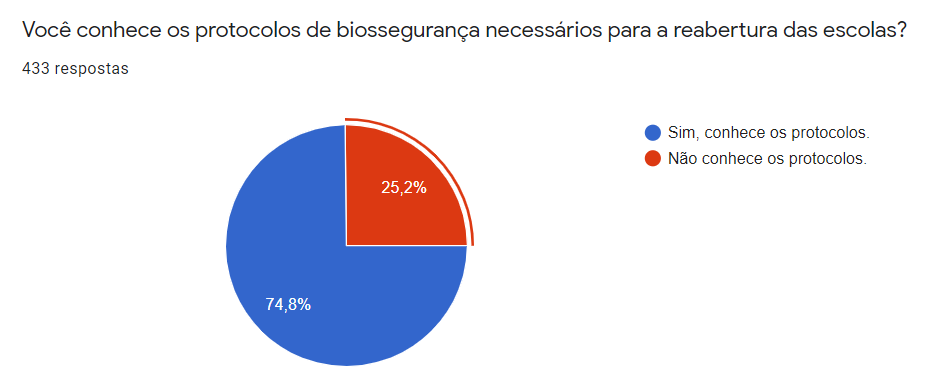 Você conhece os protocolos de biossegurança necessários para a reabertura das escolas?
433 respostas
Sim, conhece os protocolos.
Não conhece os protocolos.
25,2%
74,8%